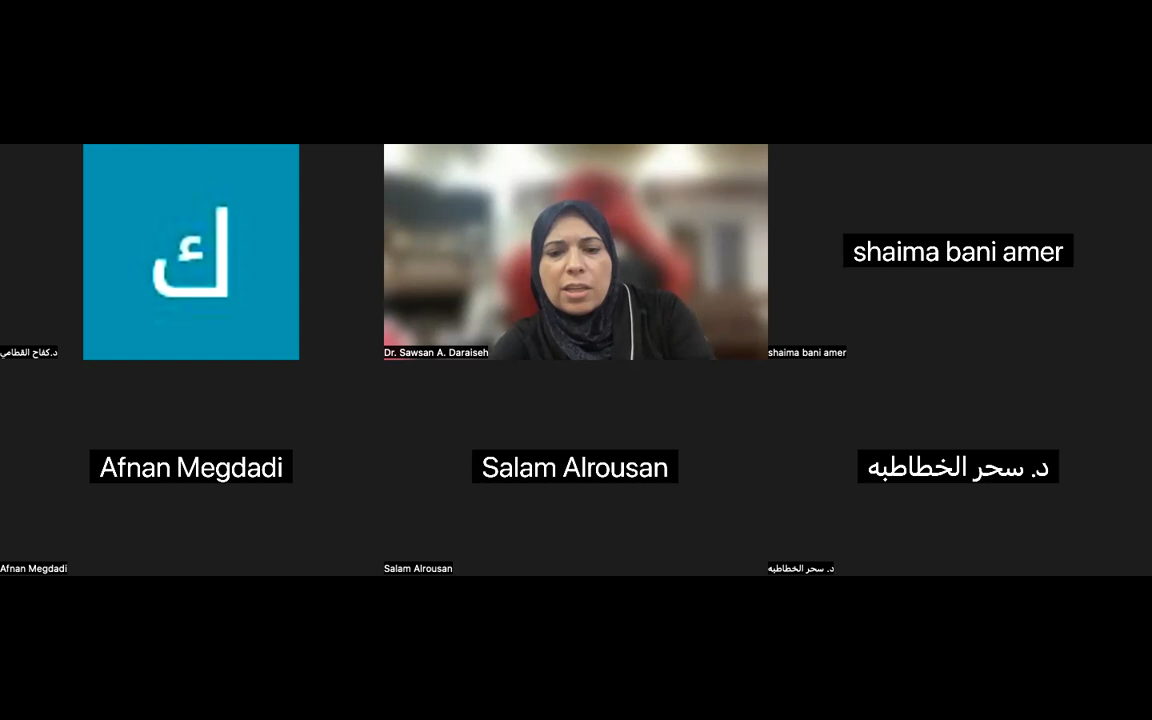 ك
د.كفاح القطامي
Dr. Sawsan A. Daraiseh
shaima bani amer
shaima bani amer
Afnan Megdadi
Salam Alrousan
د. سحر الخطاطبه
Afnan Megdadi
Salam Alrousan
د. سحر الخطاطبه